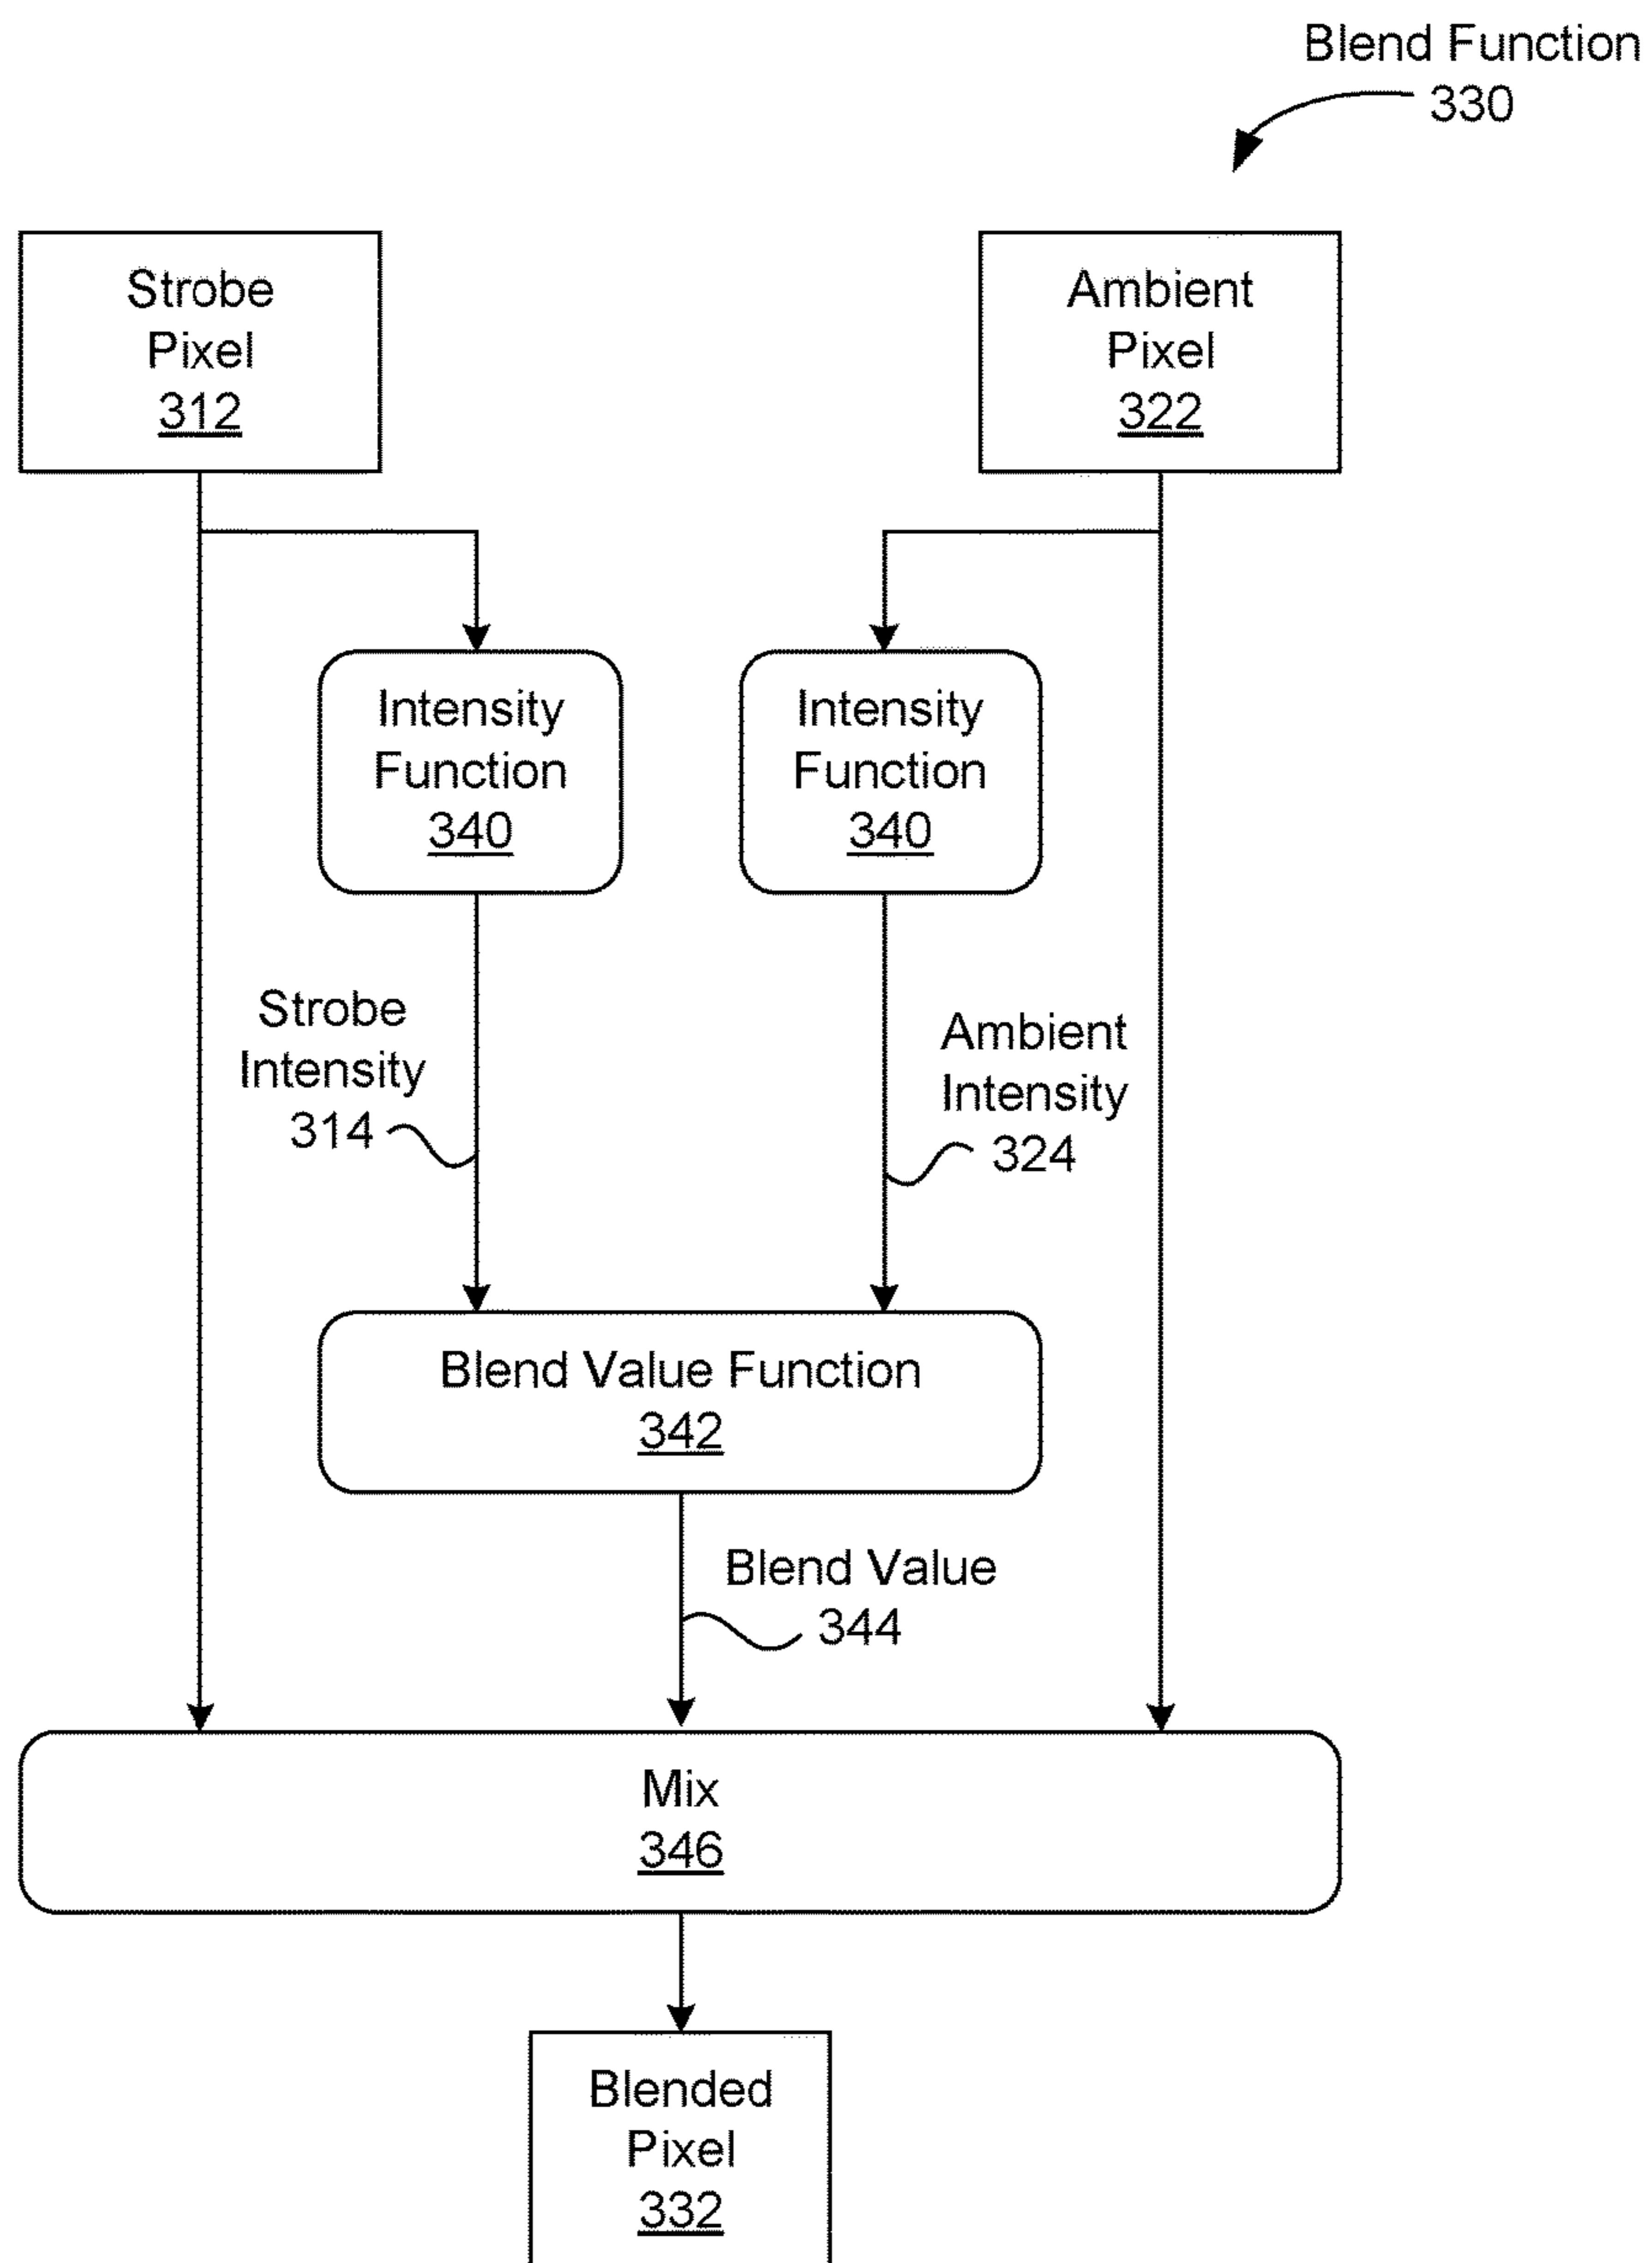 Blend Function
330
Strobe
Pixel
312
Ambient
Pixel
322
Intensity
Function
340
Intensity
Function
340
Strobe
Intensity
314
Ambient
Intensity
324
Blend Value Function
342
Blend Value
344
Mix
346
Blended
Pixel
332